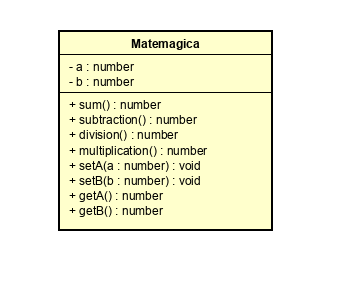 Matemagica
- a : number
- b : number
+ sum() : number
+ subtraction() : number
+ division() : number
+ multiplication() : number
+ setA(a : number) : void
+ setB(b : number) : void
+ getA() : number
+ getB() : number